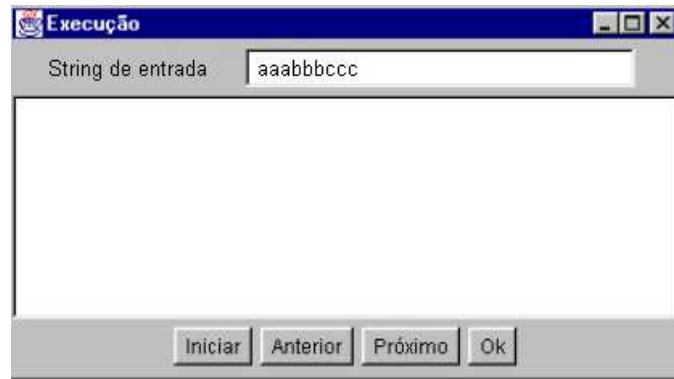 Execução
String de entrada aaabbbccc
Iniciar Anterior Próximo Ok